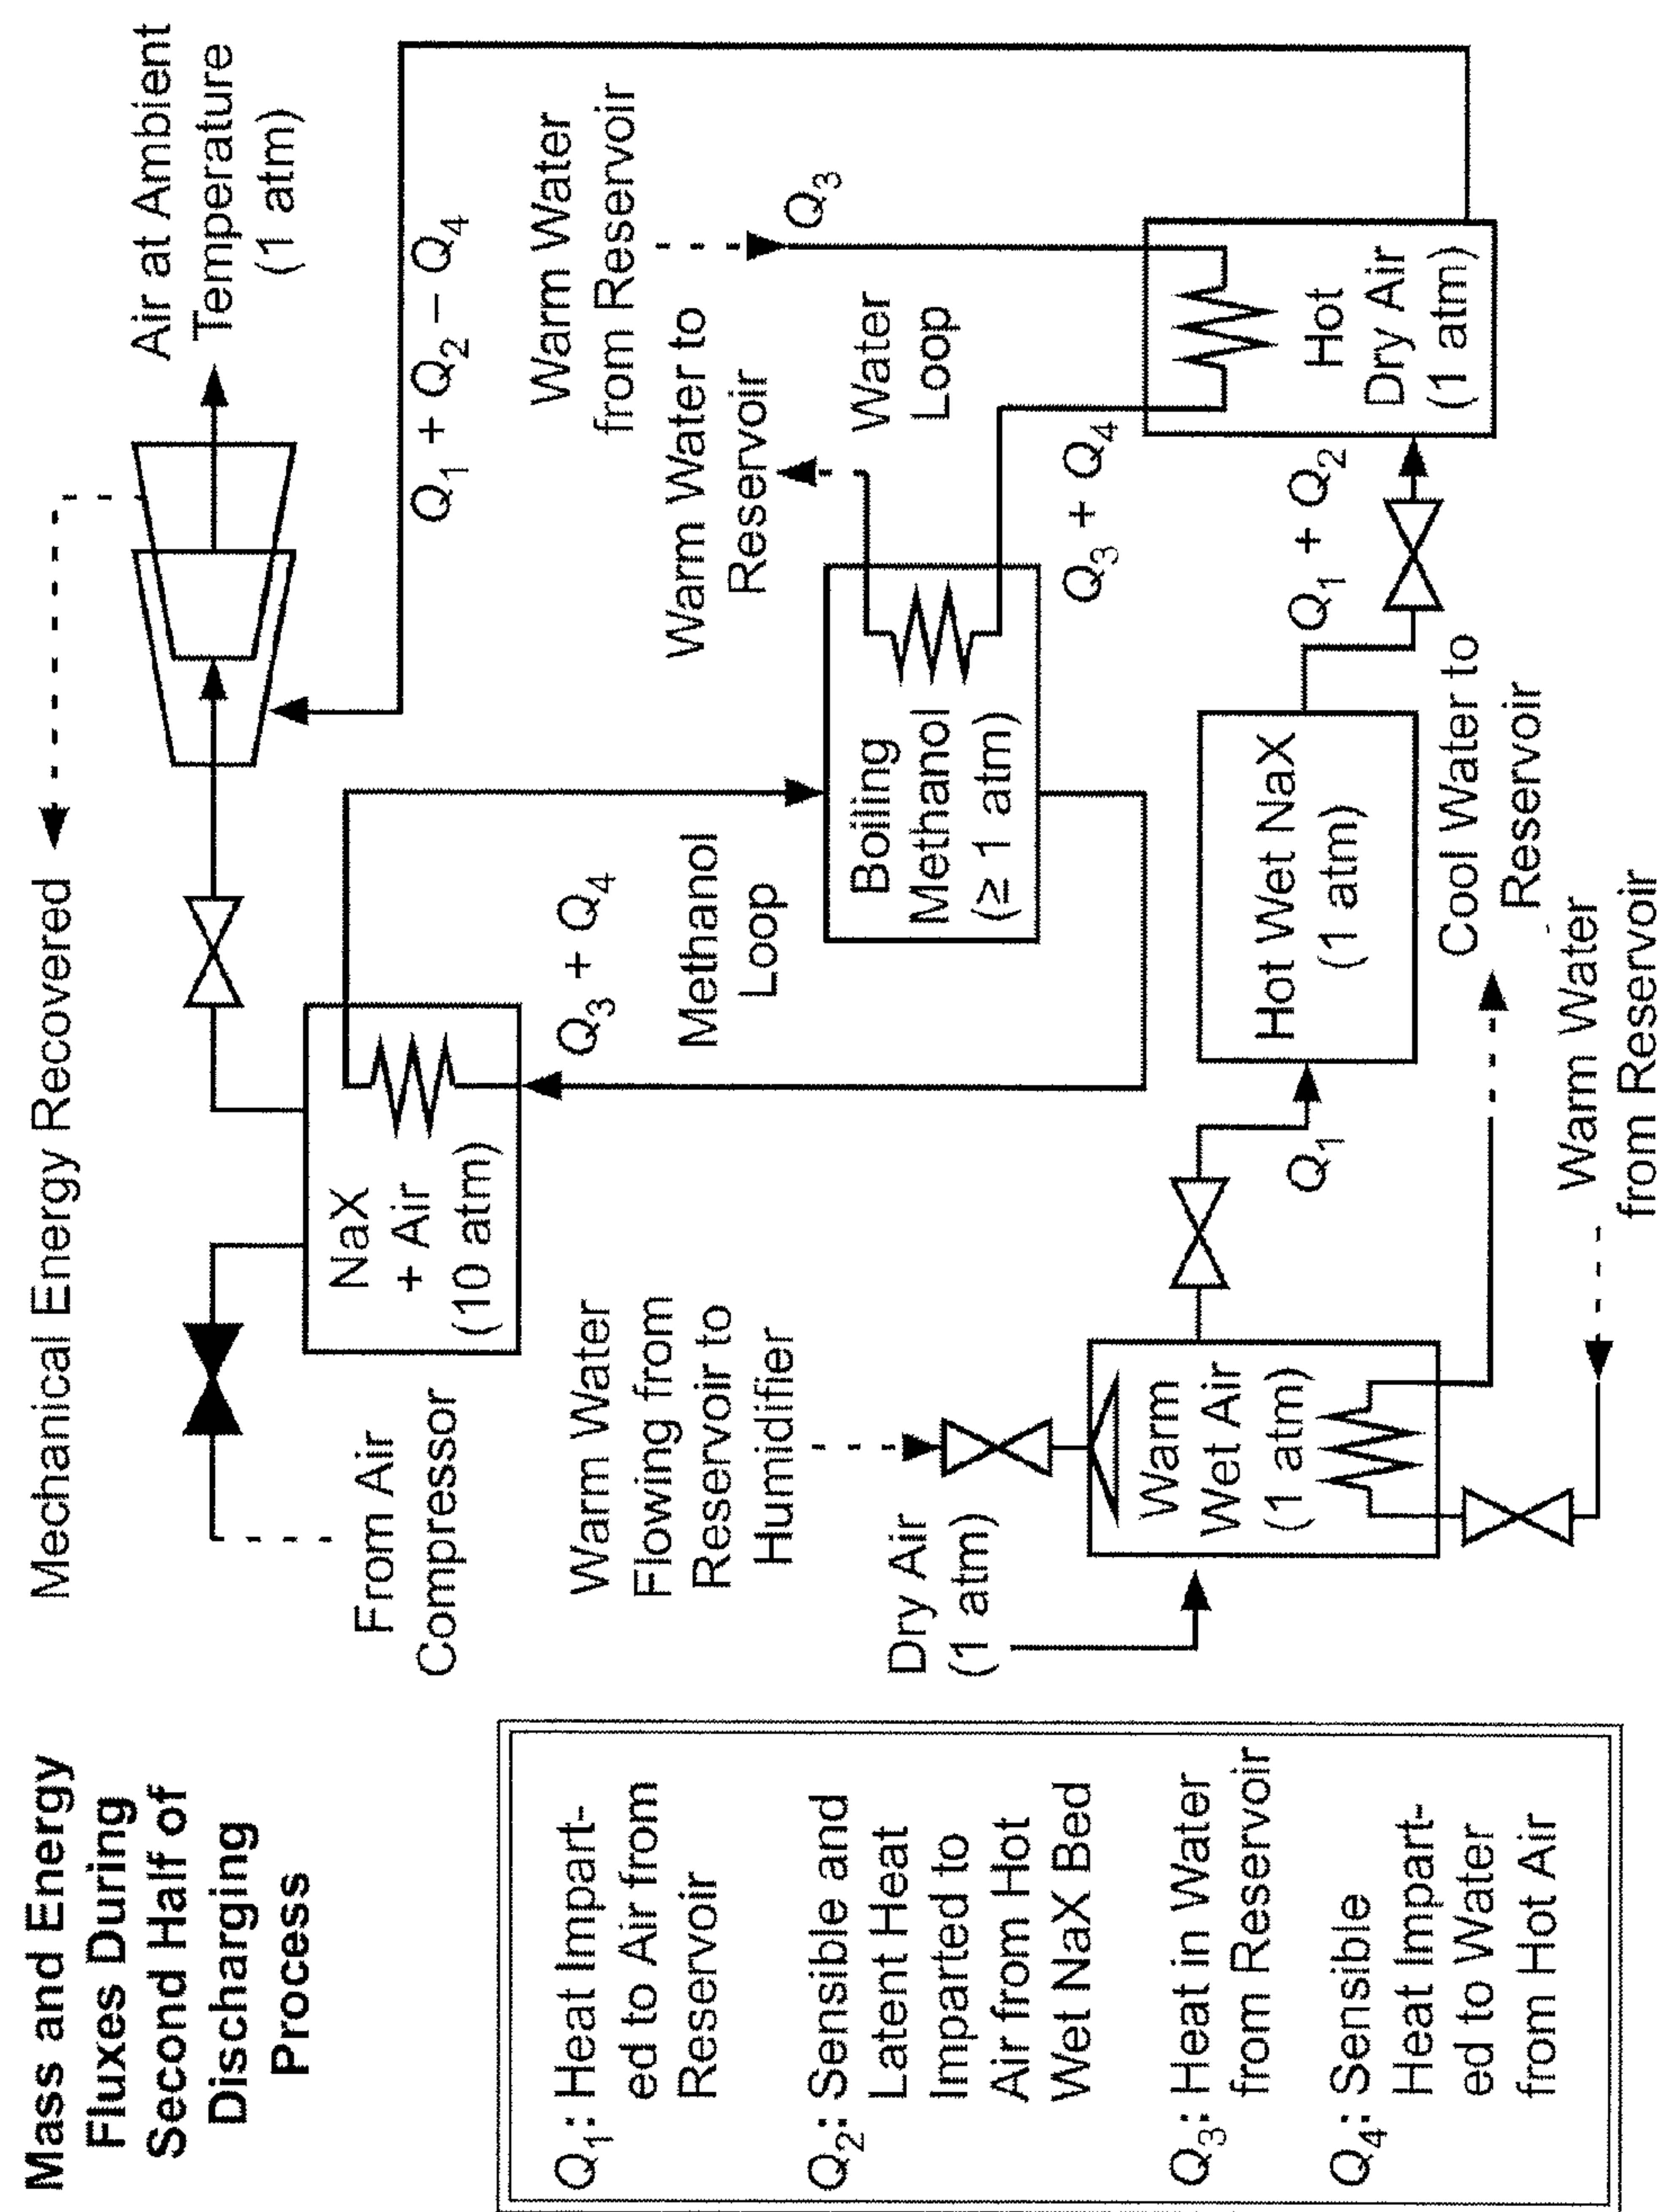 Mass and Energy
Fluxes During
Second Half of
Discharging
Process
Q1: Heat Impart-
ed to Air from
Reservoir
Q2: Sensible and
Latent Heat
Imparted to
Air from Hot
Wet NaX Bed
Q3: Heat in Water
from Reservoir
Q4: Sensible
Heat Impart-
ed to Water
from Hot Air
Mechanical Energy Recovered
Air at Ambient
Temperature
(1 atm)
From Air
Compressor
NaX
+ Air
(10 atm)
Q1 + Q2 – Q4
Q3 + Q4
Methanol
Loop
Warm Water
from Reservoir
Q3
Warm Water to
Reservoir
Water
Loop
Boiling
Methanol
(≥ 1 atm)
Q3 + Q4
Warm Water
Flowing from
Reservoir to
Humidifier
Dry Air
(1 atm)
Warm
Wet Air
(1 atm)
Q1
Hot Wet NaX
(1 atm)
Q1 + Q2
Hot
Dry Air
(1 atm)
Cool Water to
Reservoir
Warm Water
from Reservoir